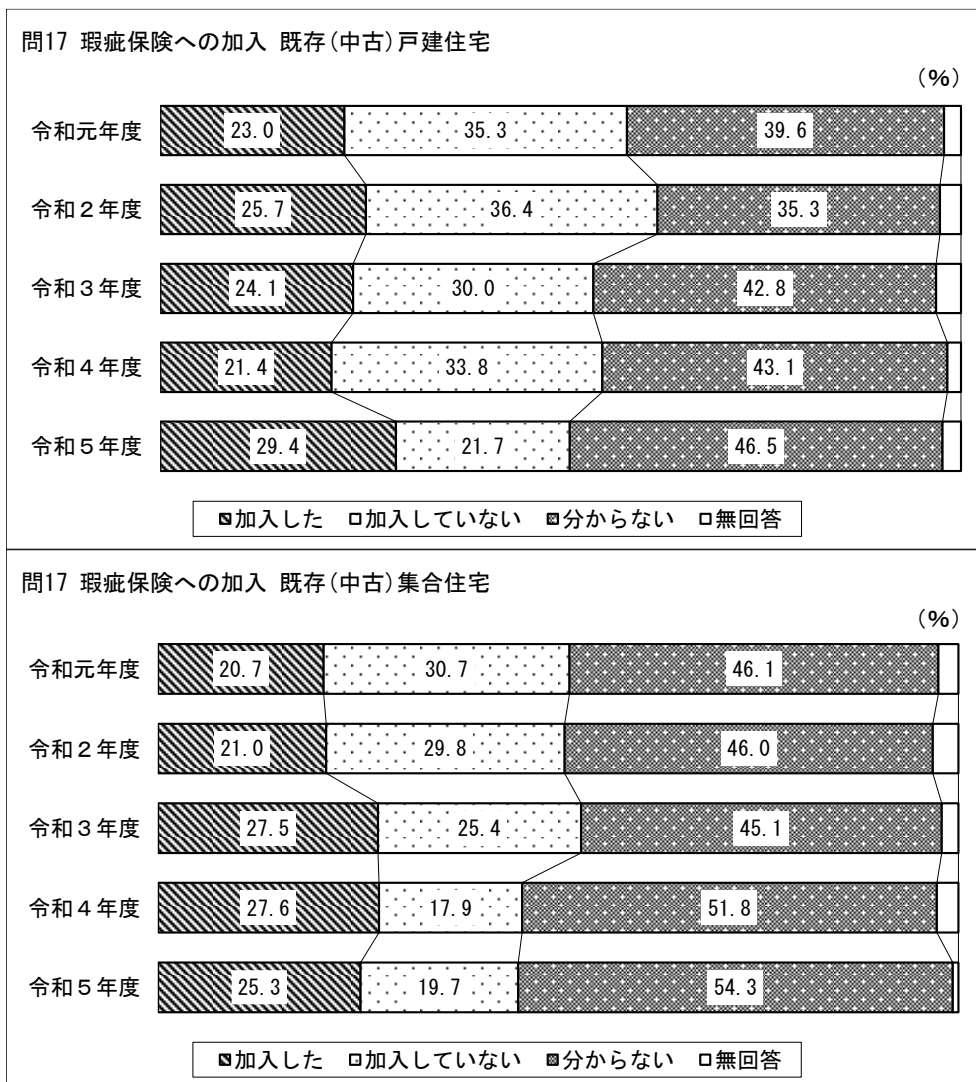 問17 瑕疵保険への加入 既存(中古)戸建住宅
(%)
令和元年度 23.0 35.3 39.6
令和２年度 25.7 36.4 35.3
令和３年度 24.1 30.0 42.8
令和４年度 21.4 33.8 43.1
令和５年度 29.4 21.7 46.5
加入した 加入していない 分からない 無回答
問17 瑕疵保険への加入 既存(中古)集合住宅
(%)
令和元年度 20.7 30.7 46.1
令和２年度 21.0 29.8 46.0
令和３年度 27.5 25.4 45.1
令和４年度 27.6 17.9 51.8
令和５年度 25.3 19.7 54.3
加入した 加入していない 分からない 無回答